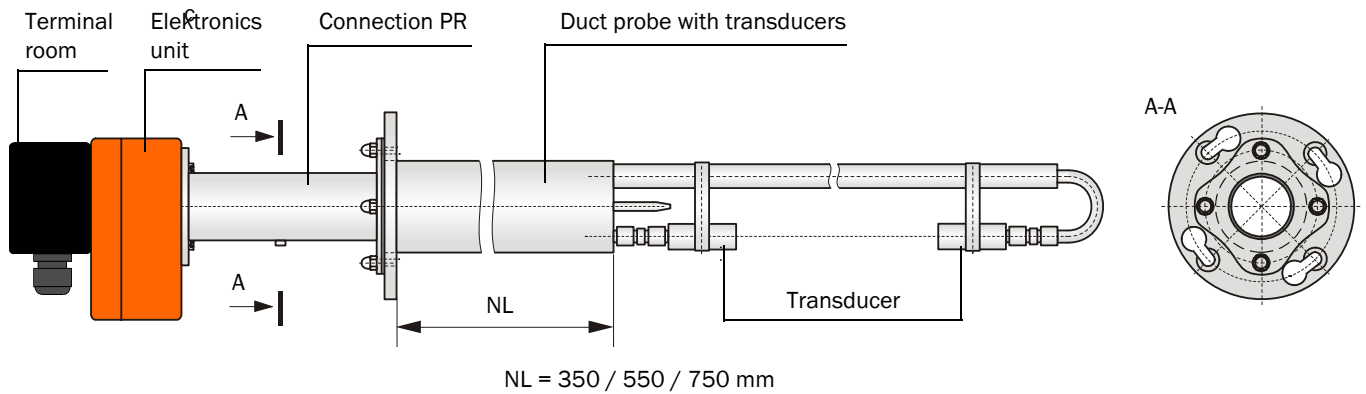 Terminal
room
Elektronics
c
unit
Connection PR
Duct probe with transducers
A
A-A
A
NL
Transducer
NL = 350 / 550 / 750 mm